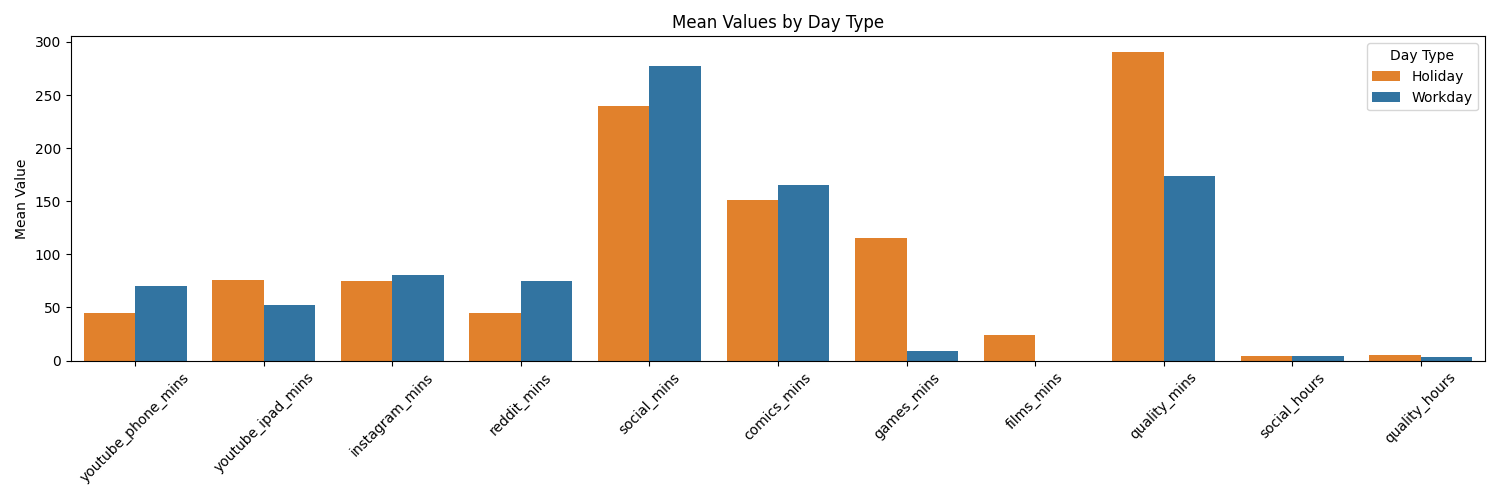 Mean Values by Day Type
Mean Value
300
250
200
150
100
50
0
Day Type
Holiday
Workday
youtube_phone_mins
youtube_ipad_mins
instagram_mins
reddit_mins
social_mins
comics_mins
games_mins
films_mins
quality_mins
social_hours
quality_hours